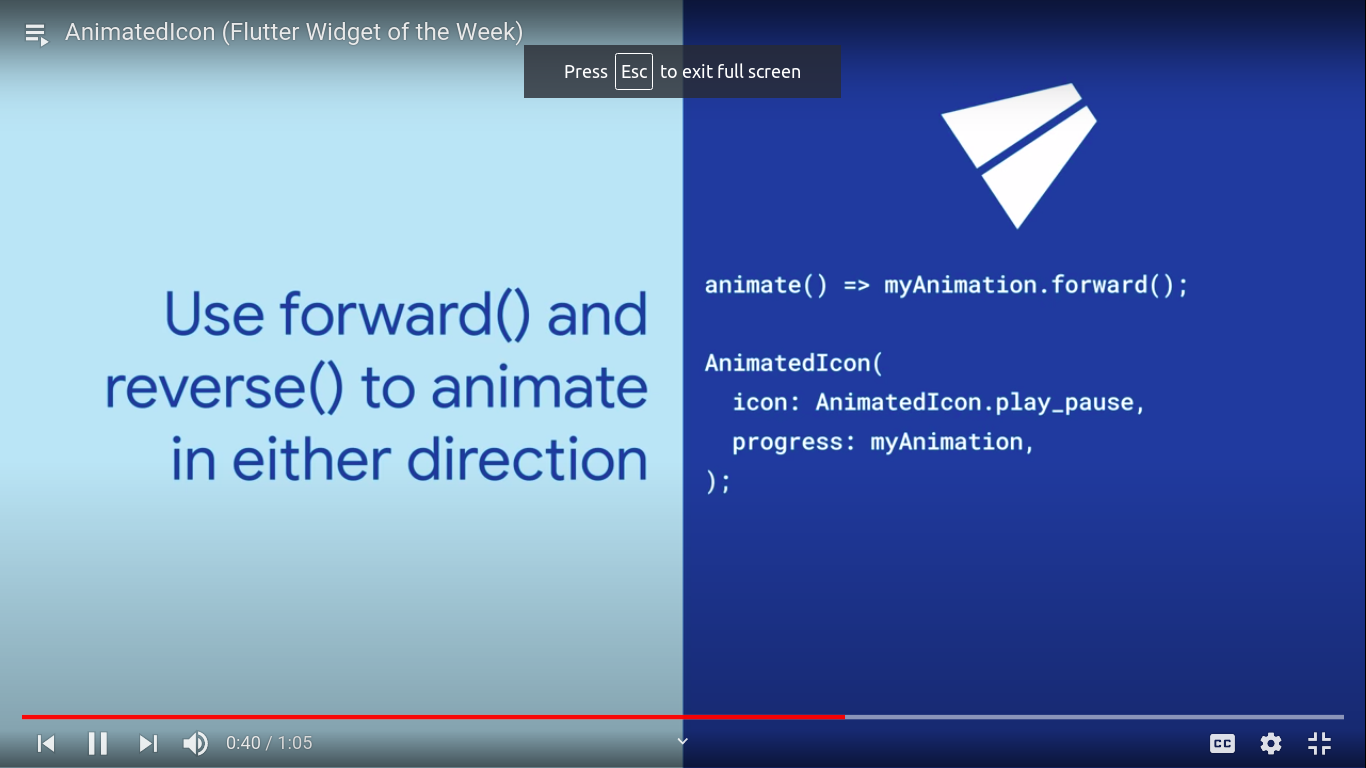 AnimatedIcon (Flutter Widget of the Week)
Press Esc to exit full screen
Use forward() and
reverse() to animate
in either direction
animate() => myAnimation.forward();
AnimatedIcon(
  icon: AnimatedIcon.play_pause,
  progress: myAnimation,
);
0:40 / 1:05
CC